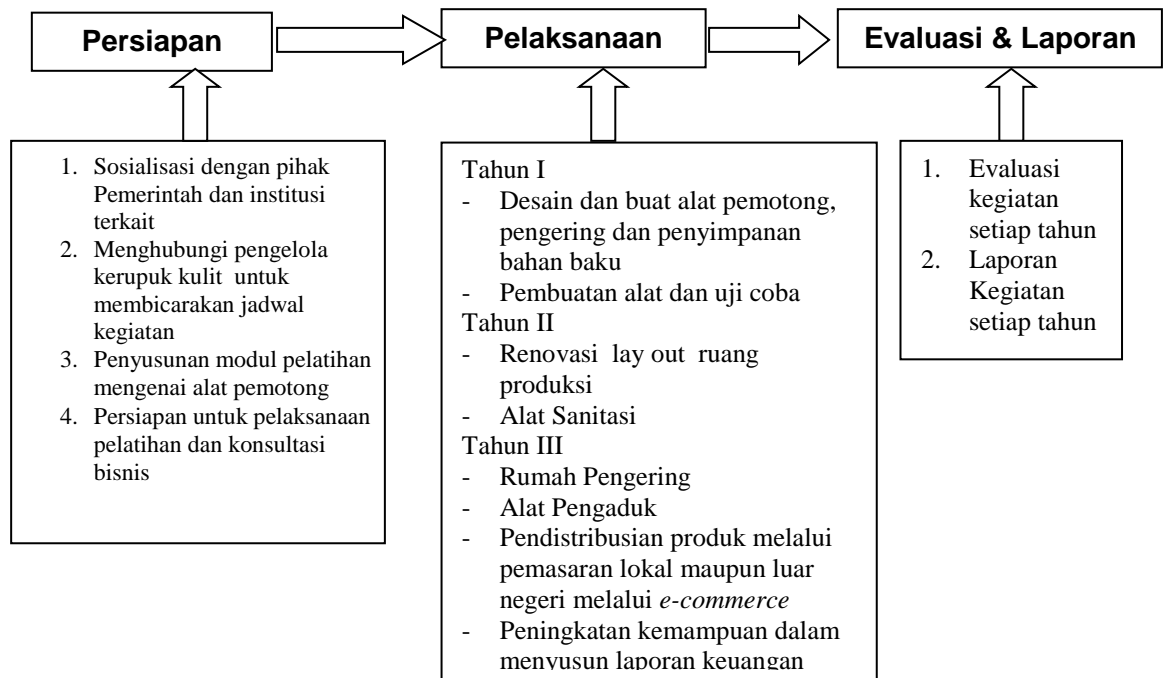 Persiapan
Pelaksanaan
Evaluasi & Laporan
1. Sosialisasi dengan pihak
Pemerintah dan institusi
terkait
2. Menghubungi pengelola
kerupuk kulit untuk
membicarakan jadwal
kegiatan
3. Penyusunan modul pelatihan
mengenai alat pemotong
4. Persiapan untuk pelaksanaan
pelatihan dan konsultasi
bisnis
Tahun I
- Desain dan buat alat pemotong,
pengering dan penyimpanan
bahan baku
- Pembuatan alat dan uji coba
Tahun II
- Renovasi lay out ruang
produksi
- Alat Sanitasi
Tahun III
- Rumah Pengering
- Alat Pengaduk
- Pendistribusian produk melalui
pemasaran lokal maupun luar
negeri melalui e-commerce
- Peningkatan kemampuan dalam
menyusun laporan keuangan
1. Evaluasi
kegiatan
setiap tahun
2. Laporan
Kegiatan
setiap tahun